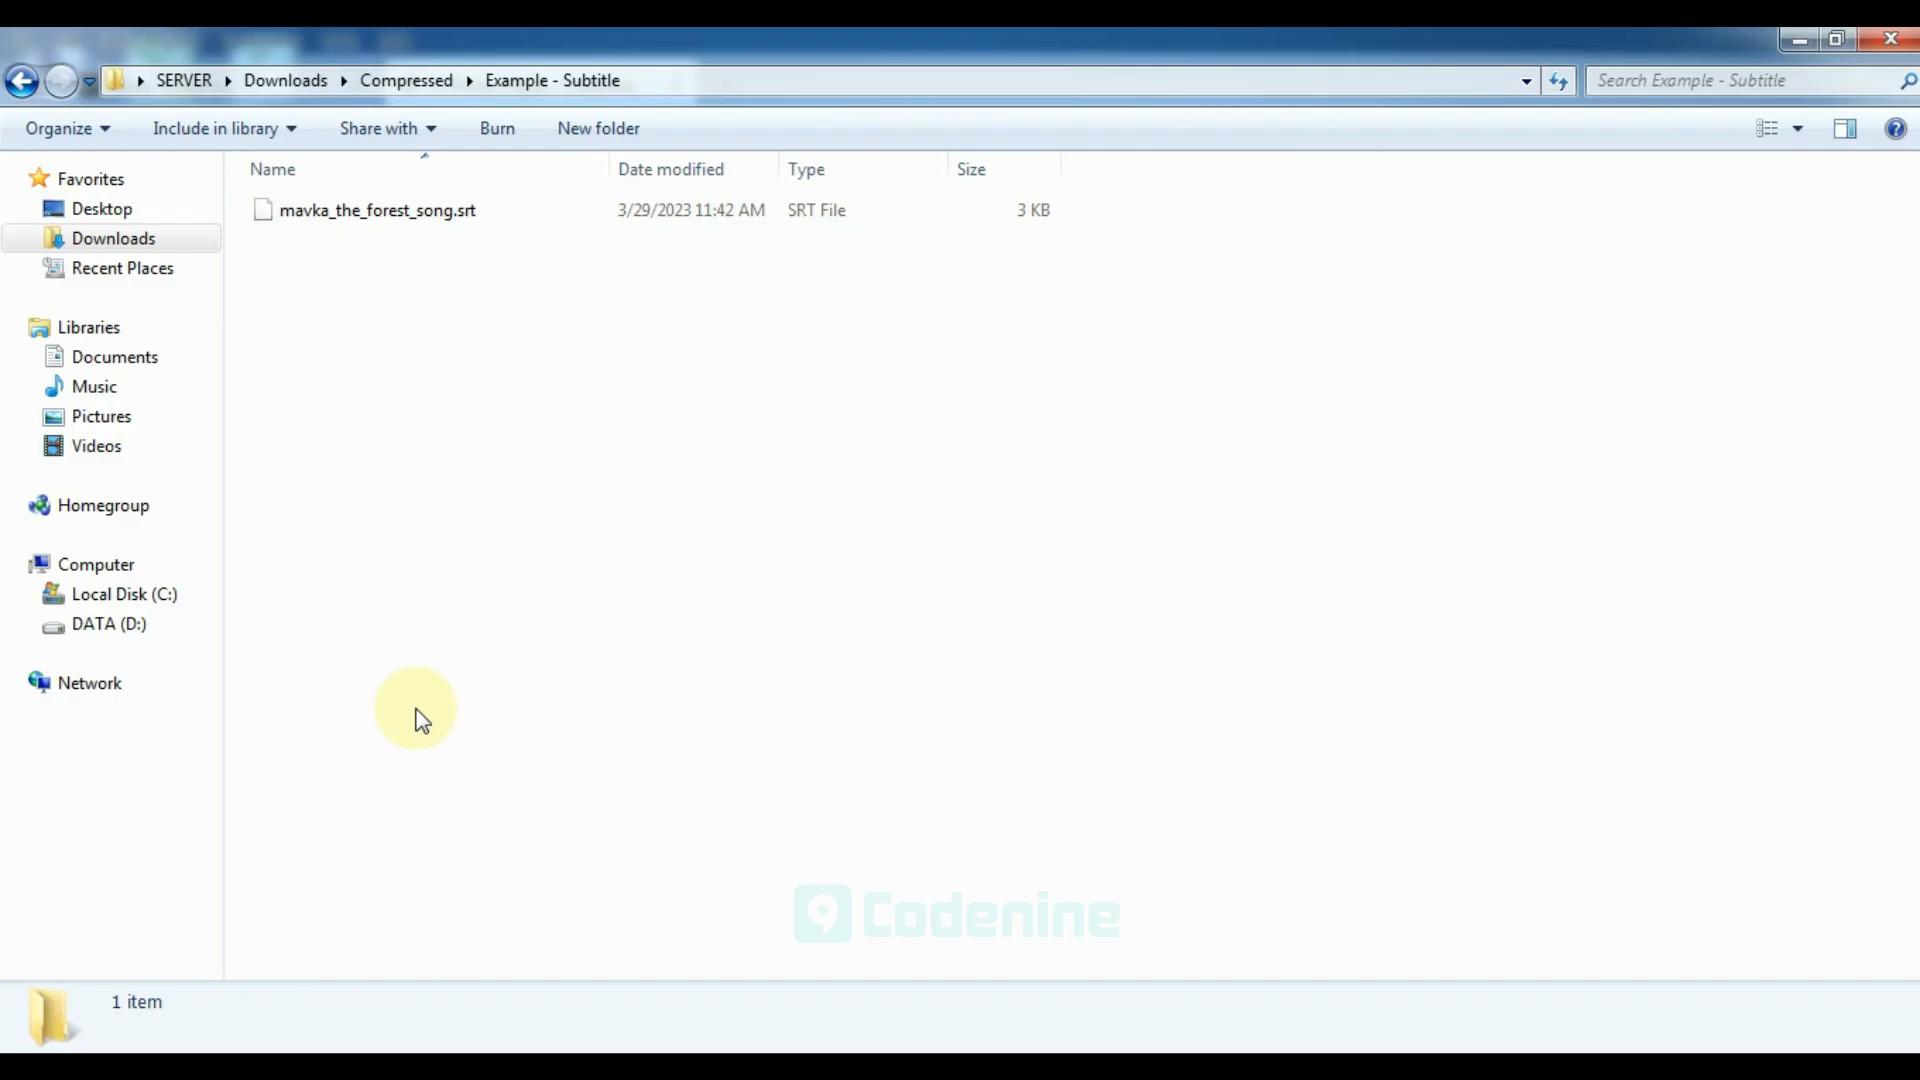 SERVER Downloads Compressed Example - Subtitle
Search Example - Subtitle
Organize Include in library Share with Burn New folder
Name Date modified Type Size
mavka_the_forest_song.srt 3/29/2023 11:42 AM SRT File 3 KB
Favorites
Desktop
Downloads
Recent Places
Libraries
Documents
Music
Pictures
Videos
Homegroup
Computer
Local Disk (C:)
DATA (D:)
Network
9 Codenine
1 item